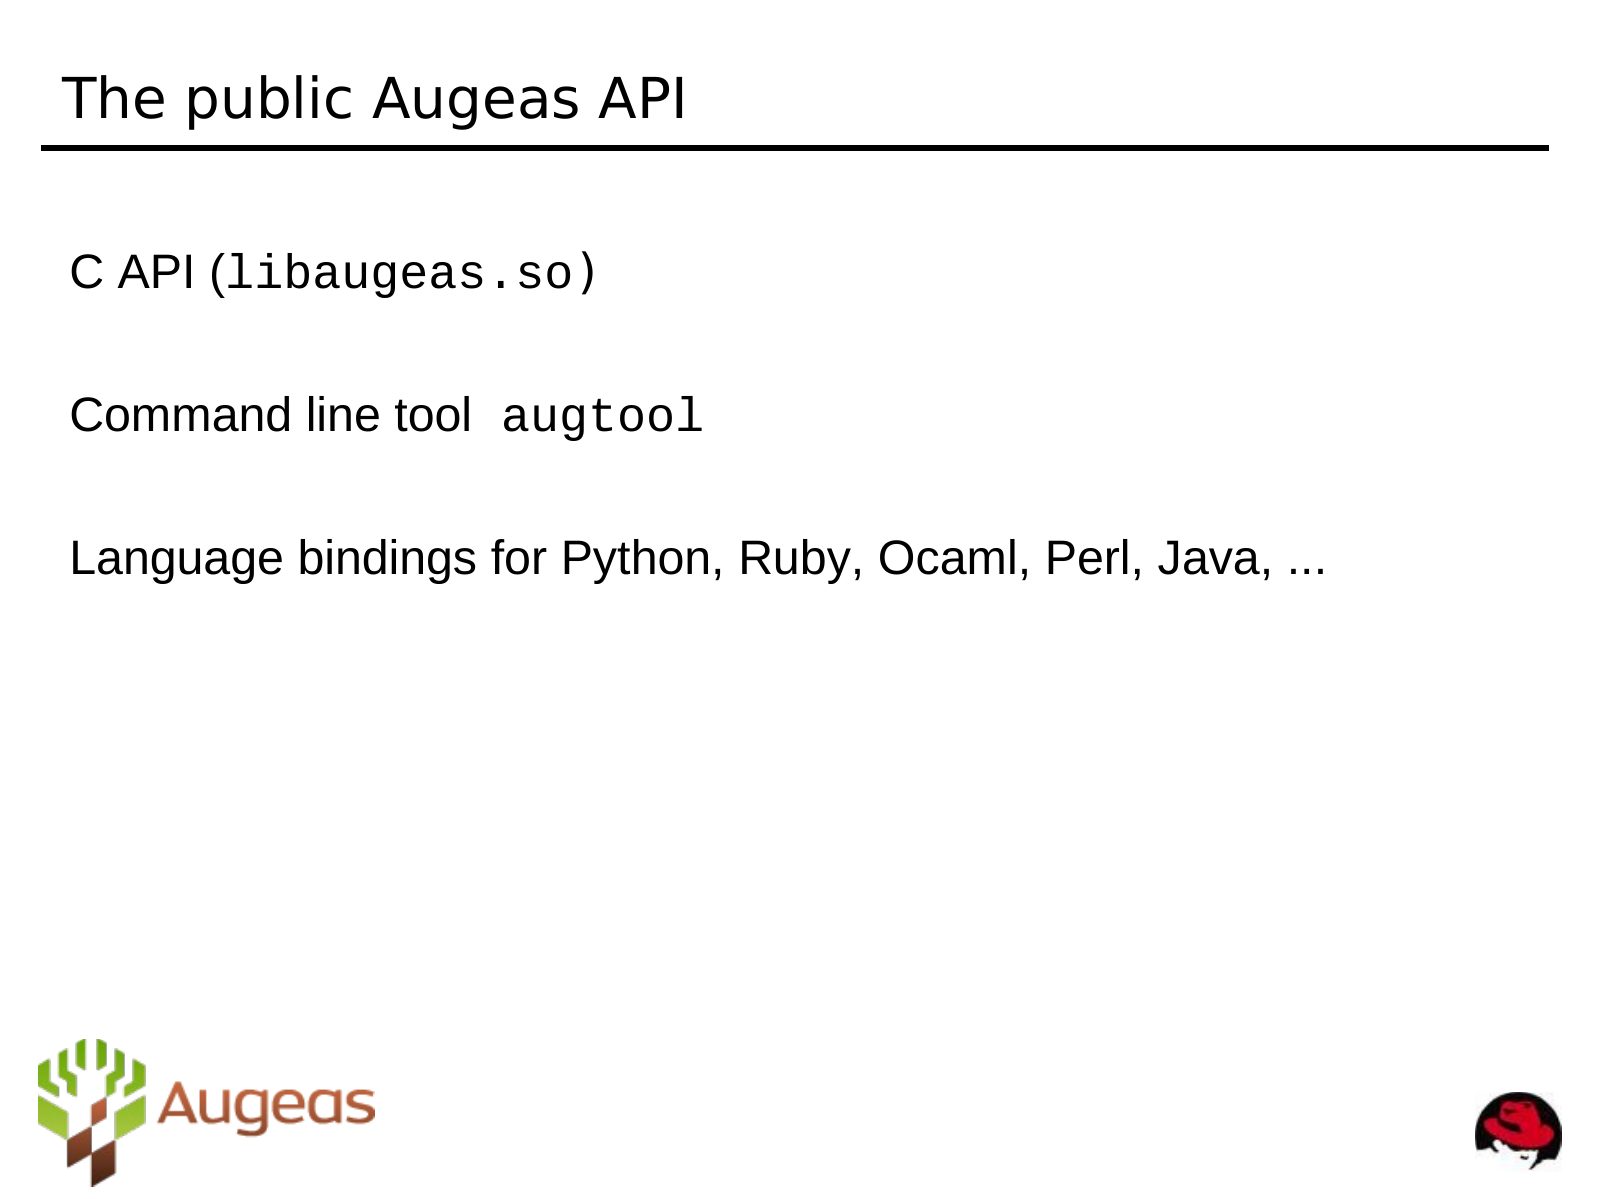 The public Augeas API
C API (libaugeas.so)
Command line tool augtool
Language bindings for Python, Ruby, Ocaml, Perl, Java, ...
Augeas